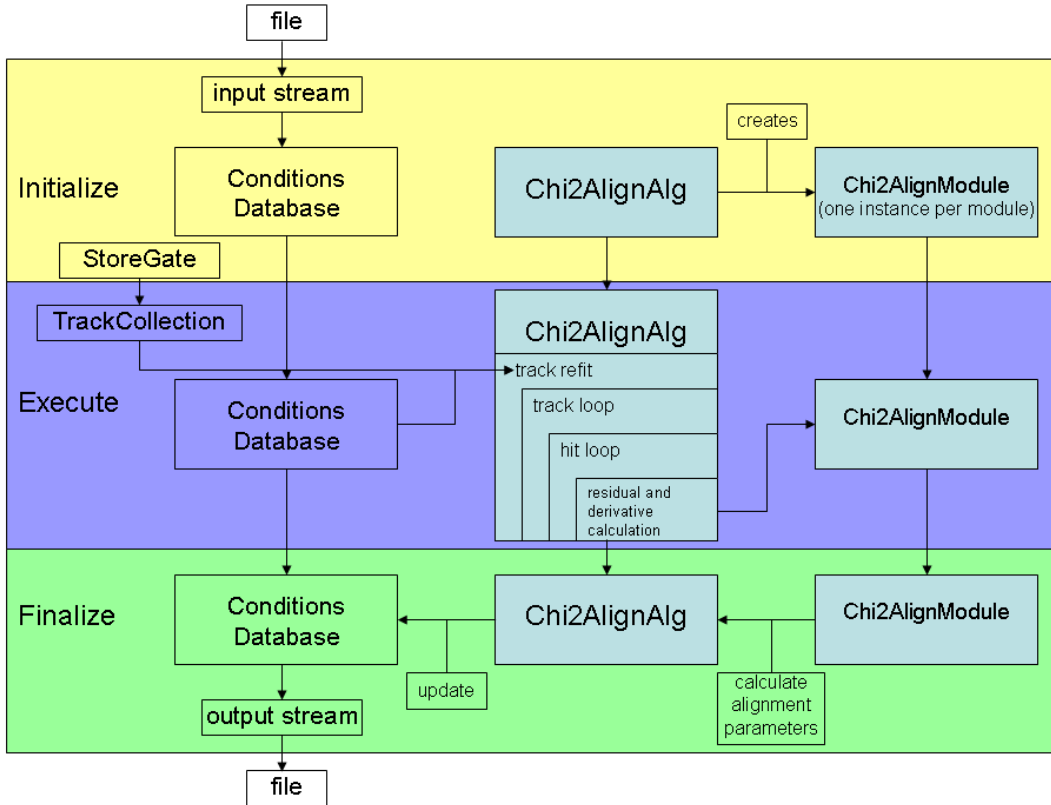 file
input stream
creates
Initialize
Conditions
Database
Chi2AlignAlg
Chi2AlignModule
(one instance per module)
StoreGate
TrackCollection
Execute
Conditions
Database
Chi2AlignAlg
track refit
track loop
hit loop
residual and
derivative
calculation
Chi2AlignModule
Finalize
Conditions
Database
Chi2AlignAlg
Chi2AlignModule
update
calculate
alignment
parameters
output stream
file